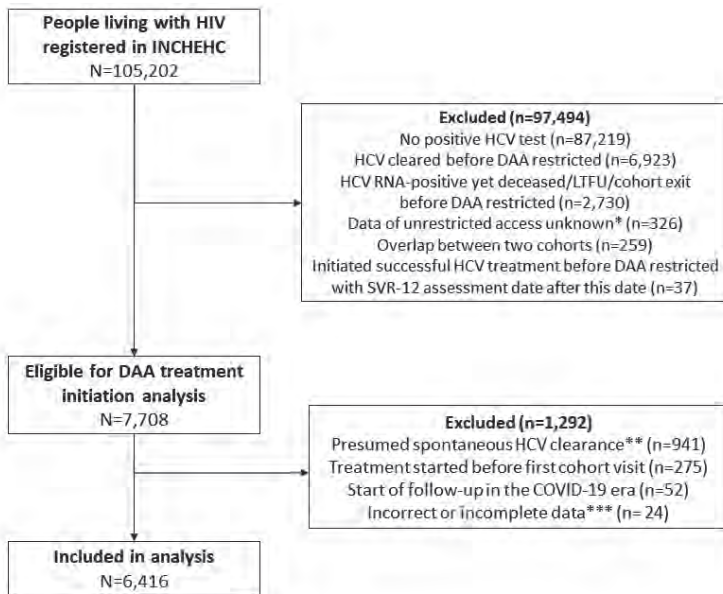 People living with HIV
registered in INCHEHC
N=105,202
Excluded (n=97,494)
No positive HCV test (n=87,219)
HCV cleared before DAA restricted (n=6,923)
HCV RNA-positive yet deceased/LTFU/cohort exit
before DAA restricted (n=2,730)
Data of unrestricted access unknown* (n=326)
Overlap between two cohorts (n=259)
Initiated successful HCV treatment before DAA restricted
with SVR-12 assessment date after this date (n=37)
Eligible for DAA treatment
initiation analysis
N=7,708
Excluded (n=1,292)
Presumed spontaneous HCV clearance** (n=941)
Treatment started before first cohort visit (n=275)
Start of follow-up in the COVID-19 era (n=52)
Incorrect or incomplete data*** (n= 24)
Included in analysis
N=6,416